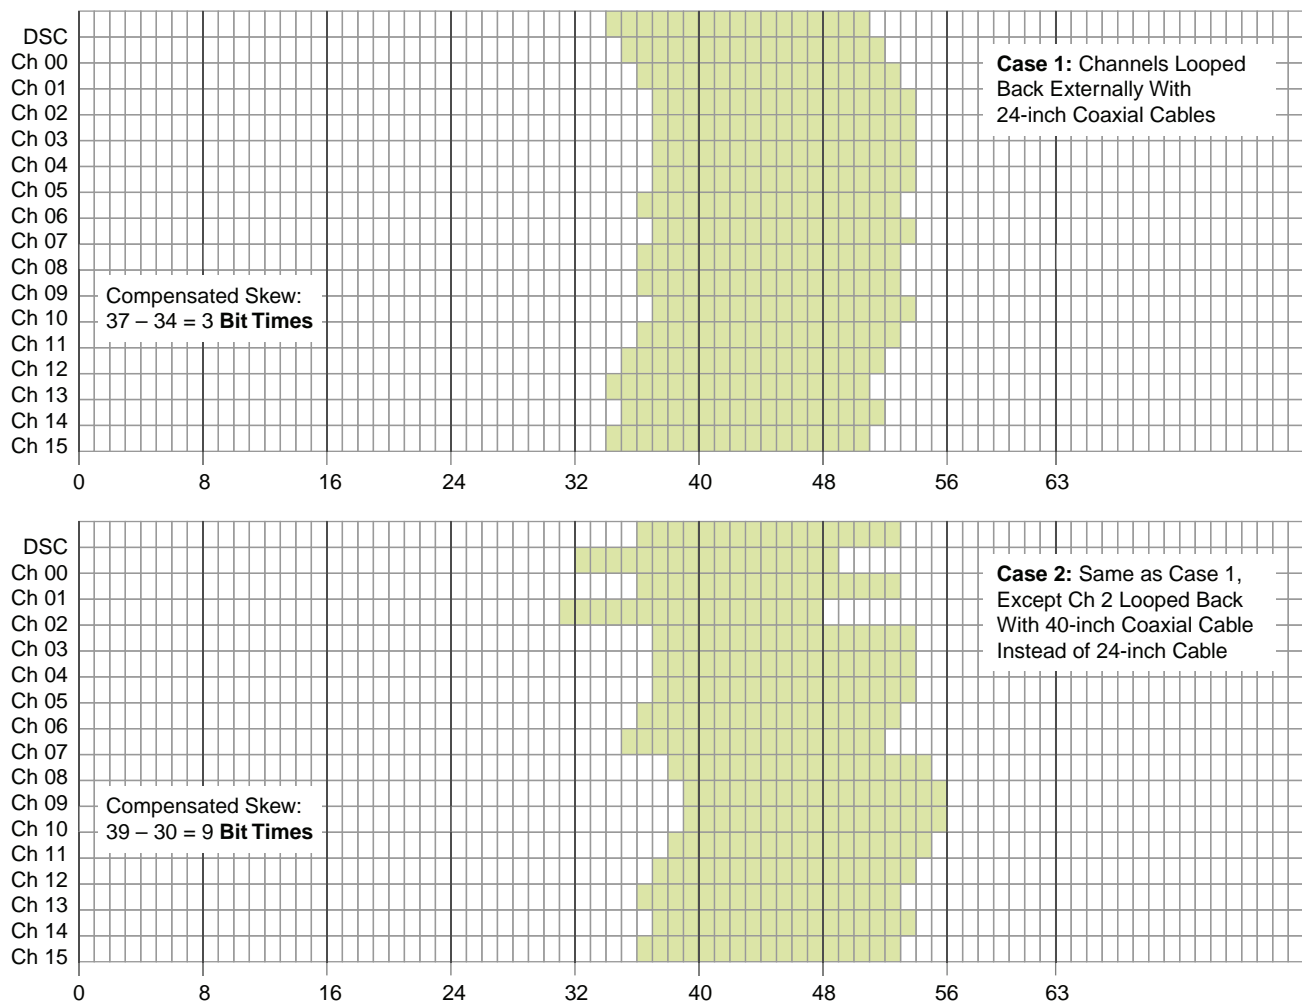 DSC
Ch 00
Ch 01
Ch 02
Ch 03
Ch 04
Ch 05
Ch 06
Ch 07
Ch 08
Ch 09
Ch 10
Ch 11
Ch 12
Ch 13
Ch 14
Ch 15
Case 1: Channels Looped
Back Externally With
24-inch Coaxial Cables
Compensated Skew:
37 – 34 = 3 Bit Times
0 8 16 24 32 40 48 56 63
DSC
Ch 00
Ch 01
Ch 02
Ch 03
Ch 04
Ch 05
Ch 06
Ch 07
Ch 08
Ch 09
Ch 10
Ch 11
Ch 12
Ch 13
Ch 14
Ch 15
Case 2: Same as Case 1,
Except Ch 2 Looped Back
With 40-inch Coaxial Cable
Instead of 24-inch Cable
Compensated Skew:
39 – 30 = 9 Bit Times
0 8 16 24 32 40 48 56 63